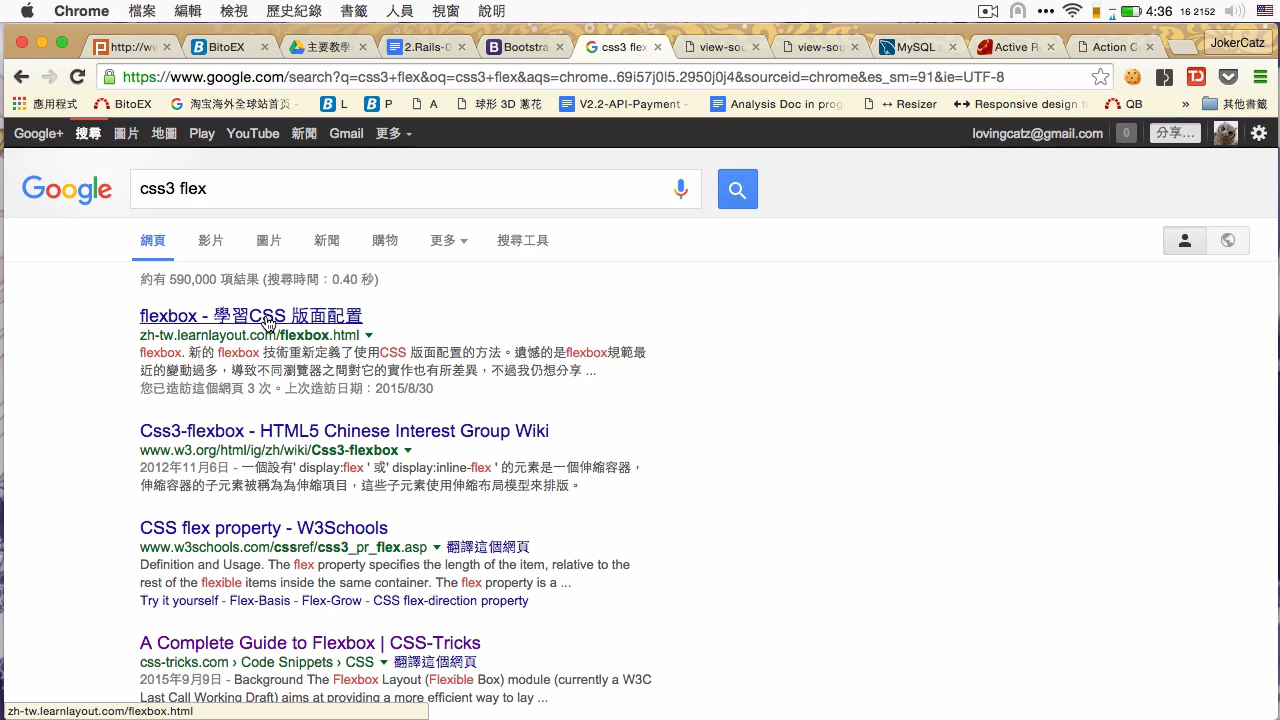 Chrome 檔案 編輯 檢視 歷史紀錄 書籤 人員 視窗 說明 4:36 16 2152
http://w BitoEX 主要教學 2.Rails- Bootstra css3 flex view-sou view-sou MySQL Active R Action C JokerCatz
https://www.google.com/search?q=css3+flex&oq=css3+flex&aqs=chrome..69i57j0l5.2950j0j4&sourceid=chrome&es_sm=91&ie=UTF-8
應用程式 BitoEX 淘宝海外全球站首页 - L P A 球形 3D 蔥花 V2.2-API-Payment - Analysis Doc in prog ↔ Resizer ↔ Responsive design t QB » 其他書籤
Google+ 搜尋 圖片 地圖 Play YouTube 新聞 Gmail 更多 lovingcatz@gmail.com 0 分享...
Google css3 flex
網頁 影片 圖片 新聞 購物 更多 搜尋工具
約有 590,000 項結果 (搜尋時間：0.40 秒)
flexbox - 學習CSS 版面配置
zh-tw.learnlayout.com/flexbox.html
flexbox. 新的 flexbox 技術重新定義了使用CSS 版面配置的方法。遺憾的是flexbox規範最
近的變動過多，導致不同瀏覽器之間對它的實作也有所差異，不過我仍想分享 ...
您已造訪這個網頁 3 次。上次造訪日期：2015/8/30
Css3-flexbox - HTML5 Chinese Interest Group Wiki
www.w3.org/html/ig/zh/wiki/Css3-flexbox
2012年11月6日 - 一個設有' display:flex ' 或' display:inline-flex ' 的元素是一個伸縮容器，
伸縮容器的子元素被稱為為伸縮項目，這些子元素使用伸縮布局模型來排版。
CSS flex property - W3Schools
www.w3schools.com/cssref/css3_pr_flex.asp 翻譯這個網頁
Definition and Usage. The flex property specifies the length of the item, relative to the
rest of the flexible items inside the same container. The flex property is a ...
Try it yourself - Flex-Basis - Flex-Grow - CSS flex-direction property
A Complete Guide to Flexbox | CSS-Tricks
css-tricks.com › Code Snippets › CSS 翻譯這個網頁
2015年9月9日 - Background The Flexbox Layout (Flexible Box) module (currently a W3C
Last Call Working Draft) aims at providing a more efficient way to lay ...
zh-tw.learnlayout.com/flexbox.html